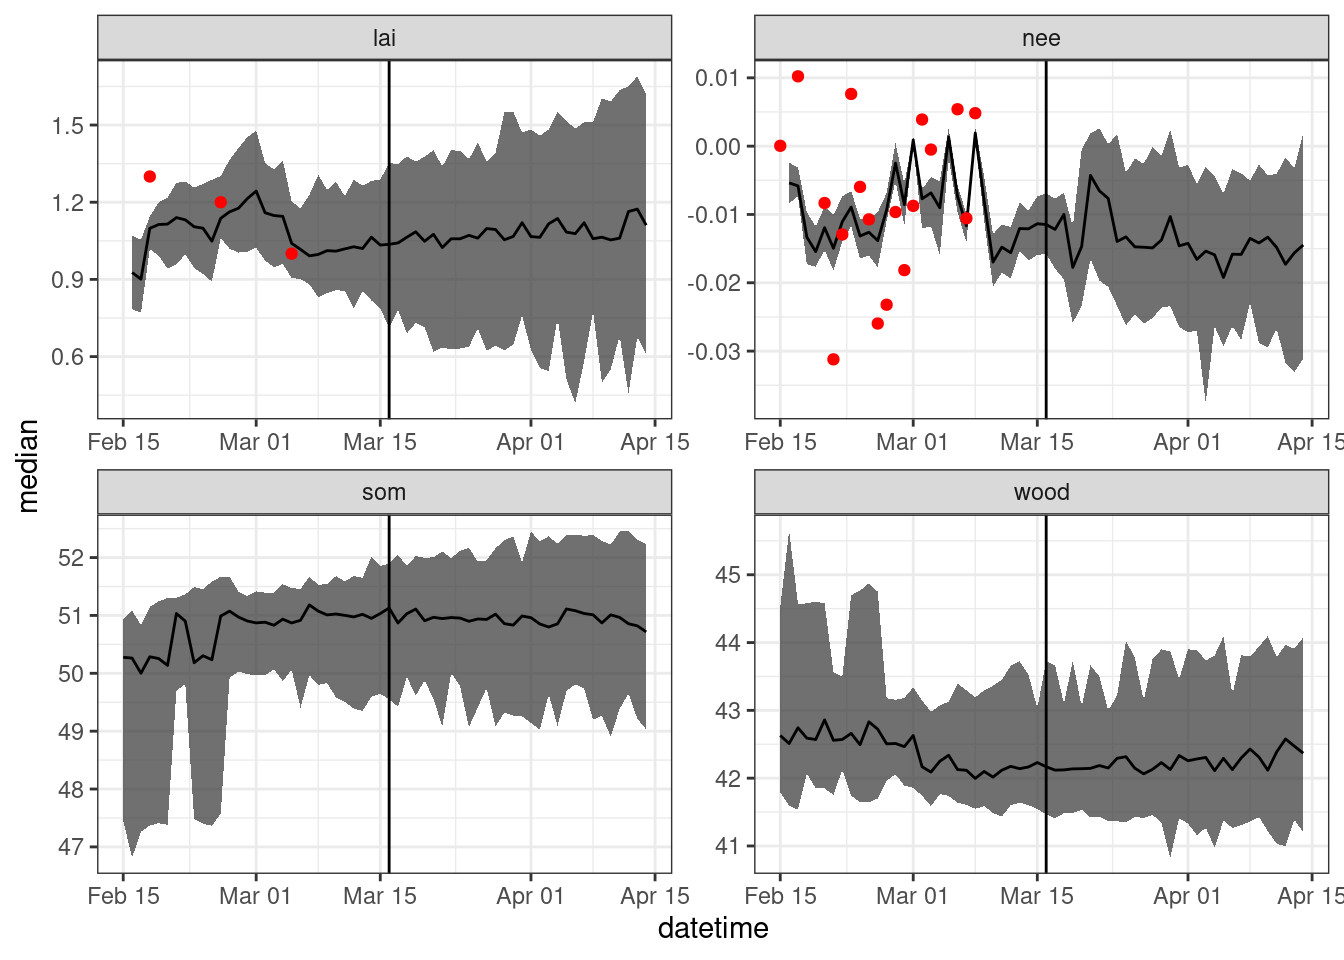 lai
nee
1.5
1.2
0.9
0.6
0.01
0.00
-0.01
-0.02
-0.03
Feb 15 Mar 01 Mar 15 Apr 01 Apr 15
Feb 15 Mar 01 Mar 15 Apr 01 Apr 15
median
som
wood
52
51
50
49
48
47
45
44
43
42
41
Feb 15 Mar 01 Mar 15 Apr 01 Apr 15
Feb 15 Mar 01 Mar 15 Apr 01 Apr 15
datetime